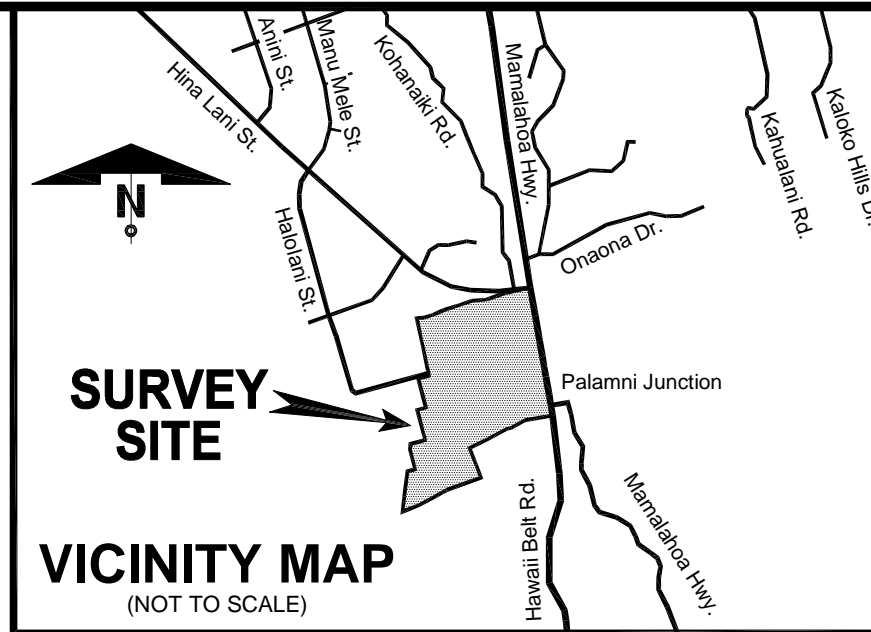 Anini St.
Manu Mele St.
Kohanaiki Rd.
Mamalahoa Hwy.
Hina Lani St.
Kahualani Rd.
Kaloko Hills Dr.
N
Halolani St.
Onaona Dr.
SURVEY
SITE
Palamni Junction
Hawaii Belt Rd.
Mamalahoa Hwy.
VICINITY MAP
(NOT TO SCALE)